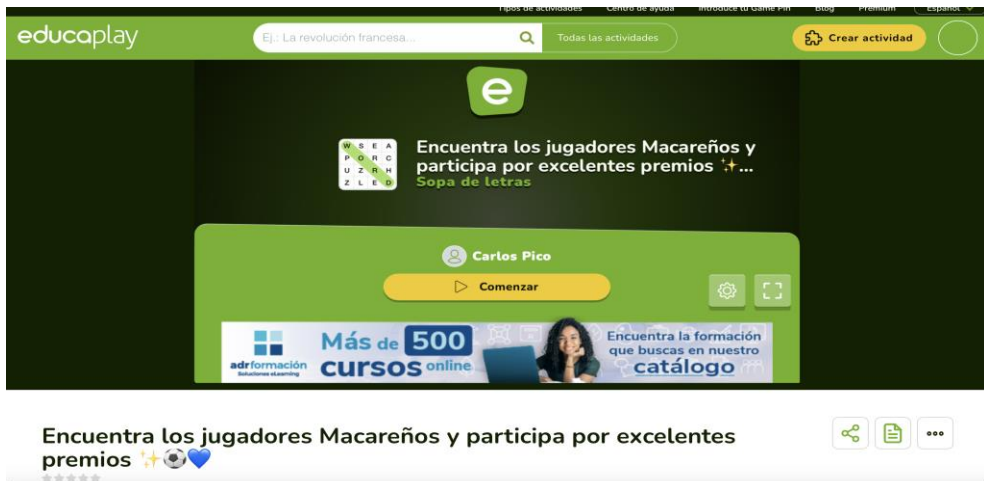 Tipos de actividades Centro de ayuda Introduce tu Game Pin Blog Premium Español
educaplay
Ej.: La revolución francesa...
Todas las actividades
Crear actividad
e
W S E A
P O R C
U Z R H
Z L E D
Encuentra los jugadores Macareños y
participa por excelentes premios ✨...
Sopa de letras
Carlos Pico
Comenzar
adrformación
Soluciones eLearning
Más de 500
cursos online
Encuentra la formación
que buscas en nuestro
catálogo
Encuentra los jugadores Macareños y participa por excelentes
premios ✨⚽💙